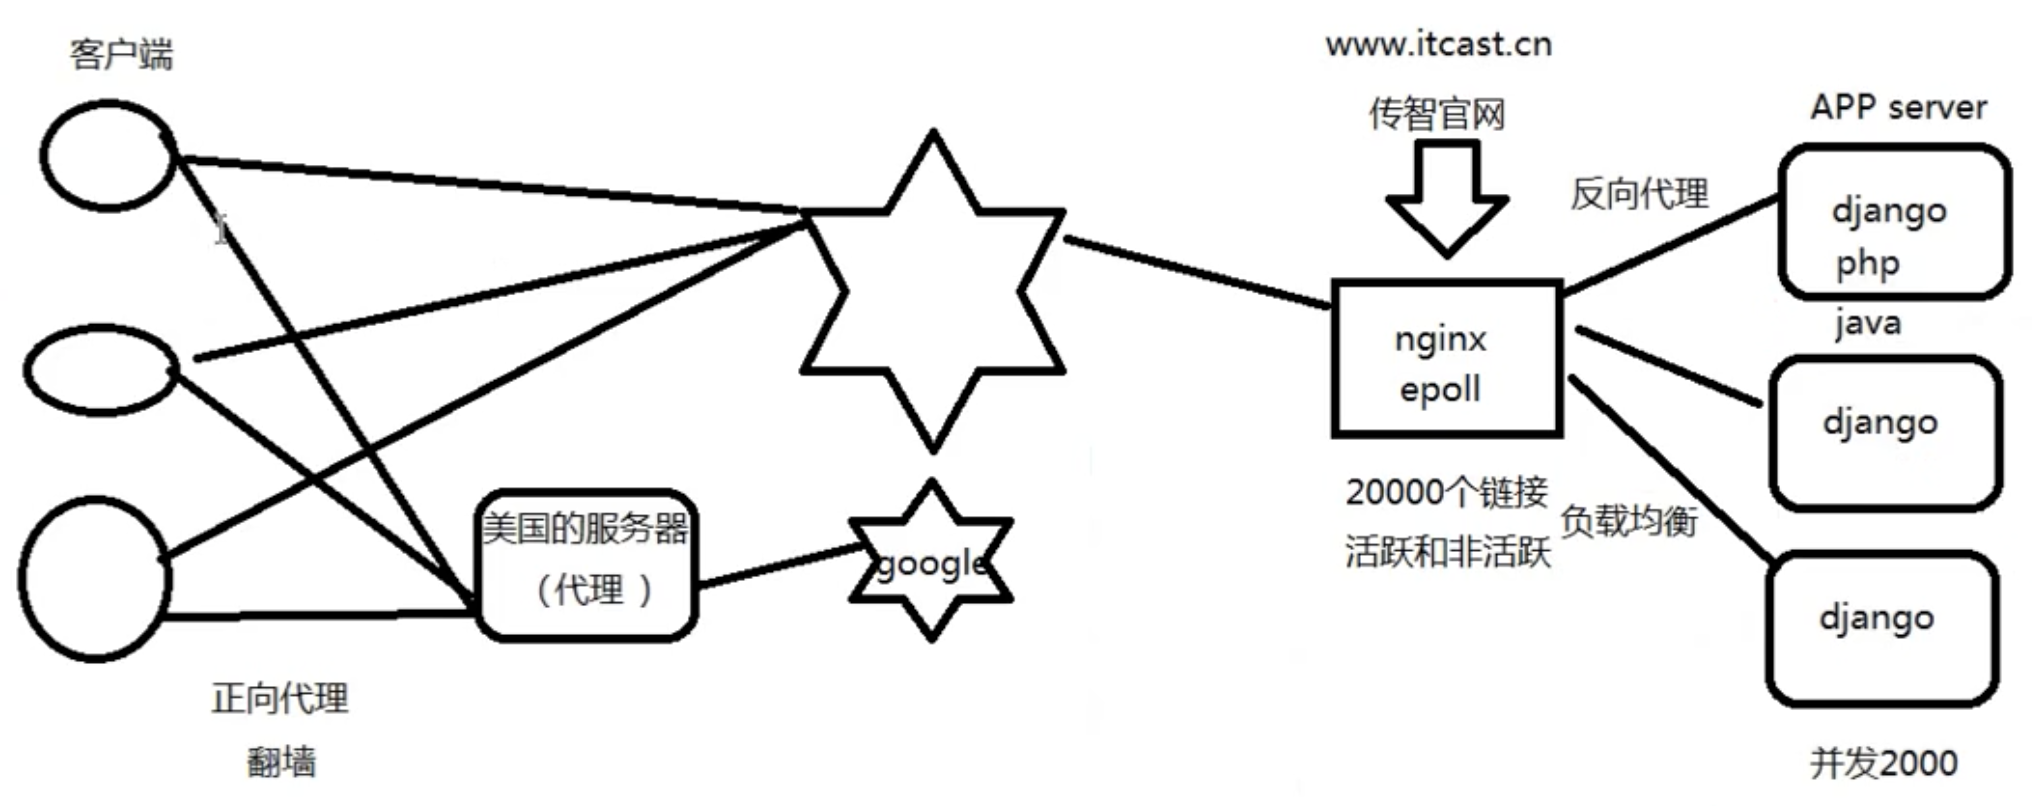 客户端
www.itcast.cn
传智官网
APP server
反向代理
django
php
java
nginx
epoll
django
20000个链接
活跃和非活跃
负载均衡
美国的服务器
（代理 ）
google
django
正向代理
翻墙
并发2000